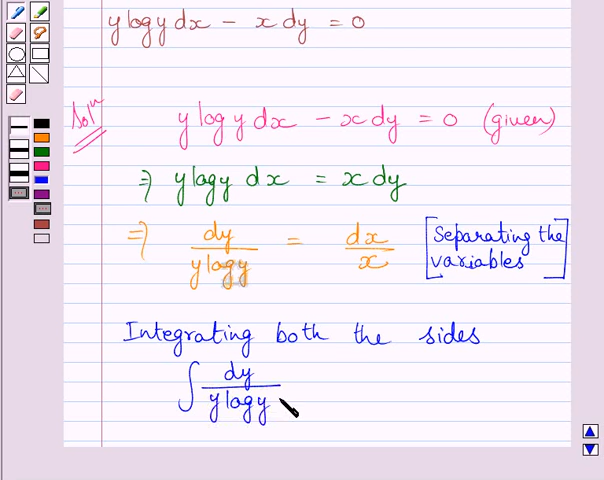 y log y dx − x dy = 0
Solⁿ y log y dx − x dy = 0 (given)
⇒ y log y dx = x dy
⇒ dy/(y log y) = dx/x [Separating the variables]
Integrating both the sides
∫ dy/(y log y)